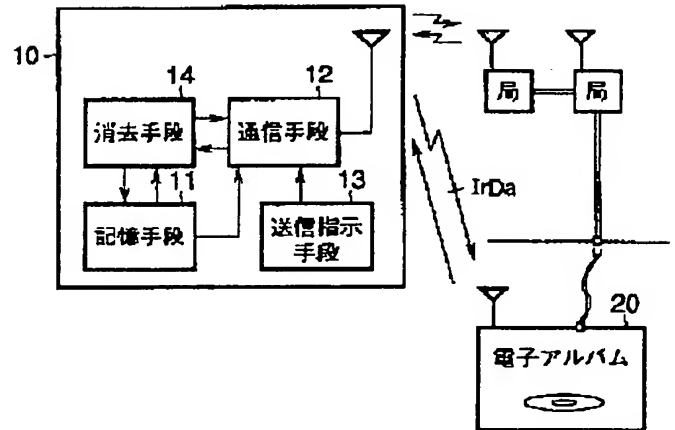 10
14
消去手段
12
通信手段
11
記憶手段
13
送信指示
手段
局
局
IrDa
20
電子アルバム